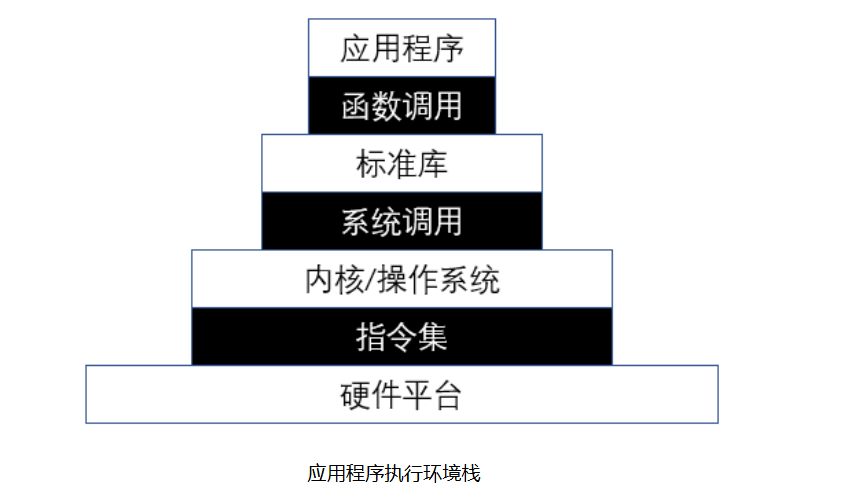 应用程序
函数调用
标准库
系统调用
内核/操作系统
指令集
硬件平台
应用程序执行环境栈